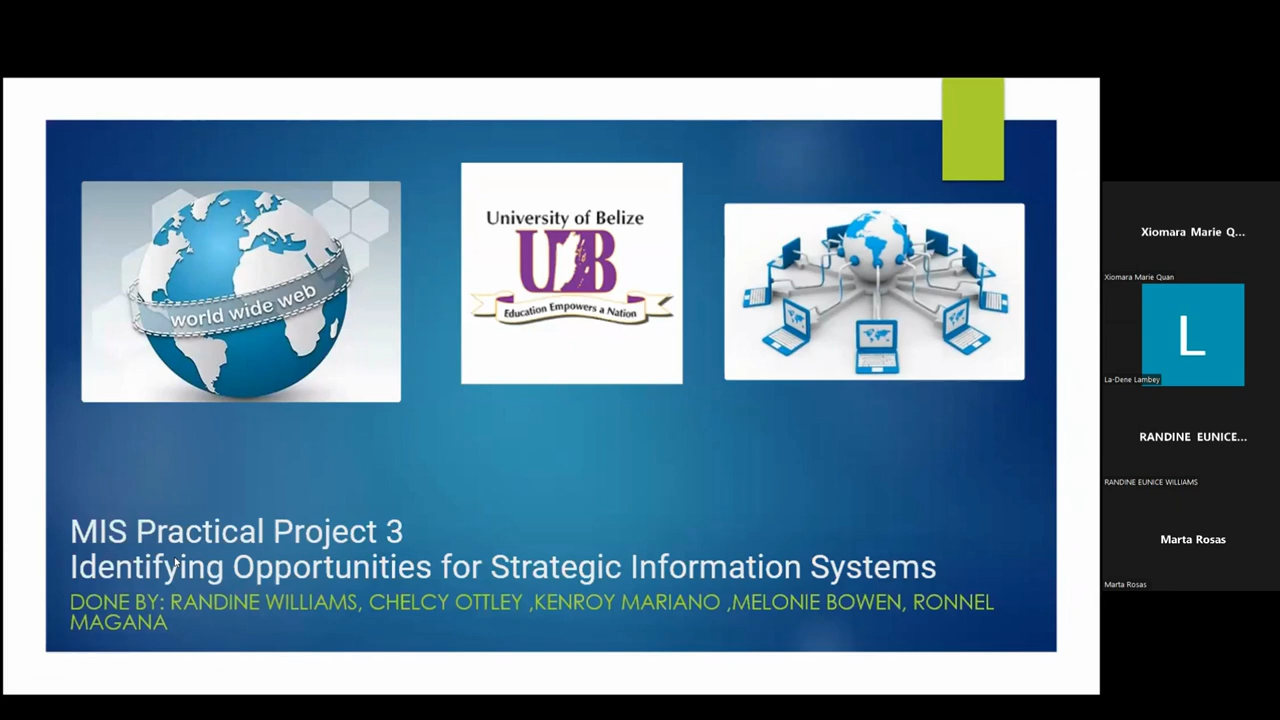 world wide web
University of Belize
UB
Education Empowers a Nation
MIS Practical Project 3
Identifying Opportunities for Strategic Information Systems
DONE BY: RANDINE WILLIAMS, CHELCY OTTLEY ,KENROY MARIANO ,MELONIE BOWEN, RONNEL
MAGANA
Xiomara Marie Q...
Xiomara Marie Quan
L
La-Dene Lambey
RANDINE EUNICE...
RANDINE EUNICE WILLIAMS
Marta Rosas
Marta Rosas